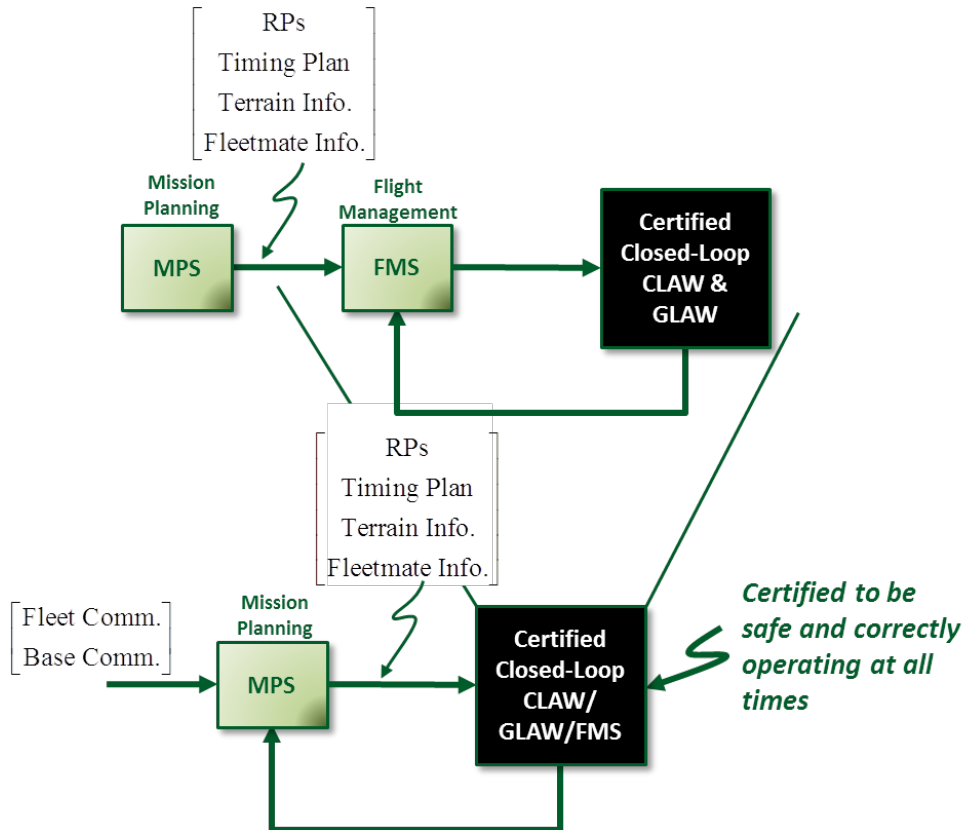 RPs
Timing Plan
Terrain Info.
Fleetmate Info.
Mission
Planning
Flight
Management
MPS
FMS
Certified
Closed-Loop
CLAW &
GLAW
RPs
Timing Plan
Terrain Info.
Fleetmate Info.
Fleet Comm.
Base Comm.
Mission
Planning
MPS
Certified
Closed-Loop
CLAW/
GLAW/FMS
Certified to be
safe and correctly
operating at all
times